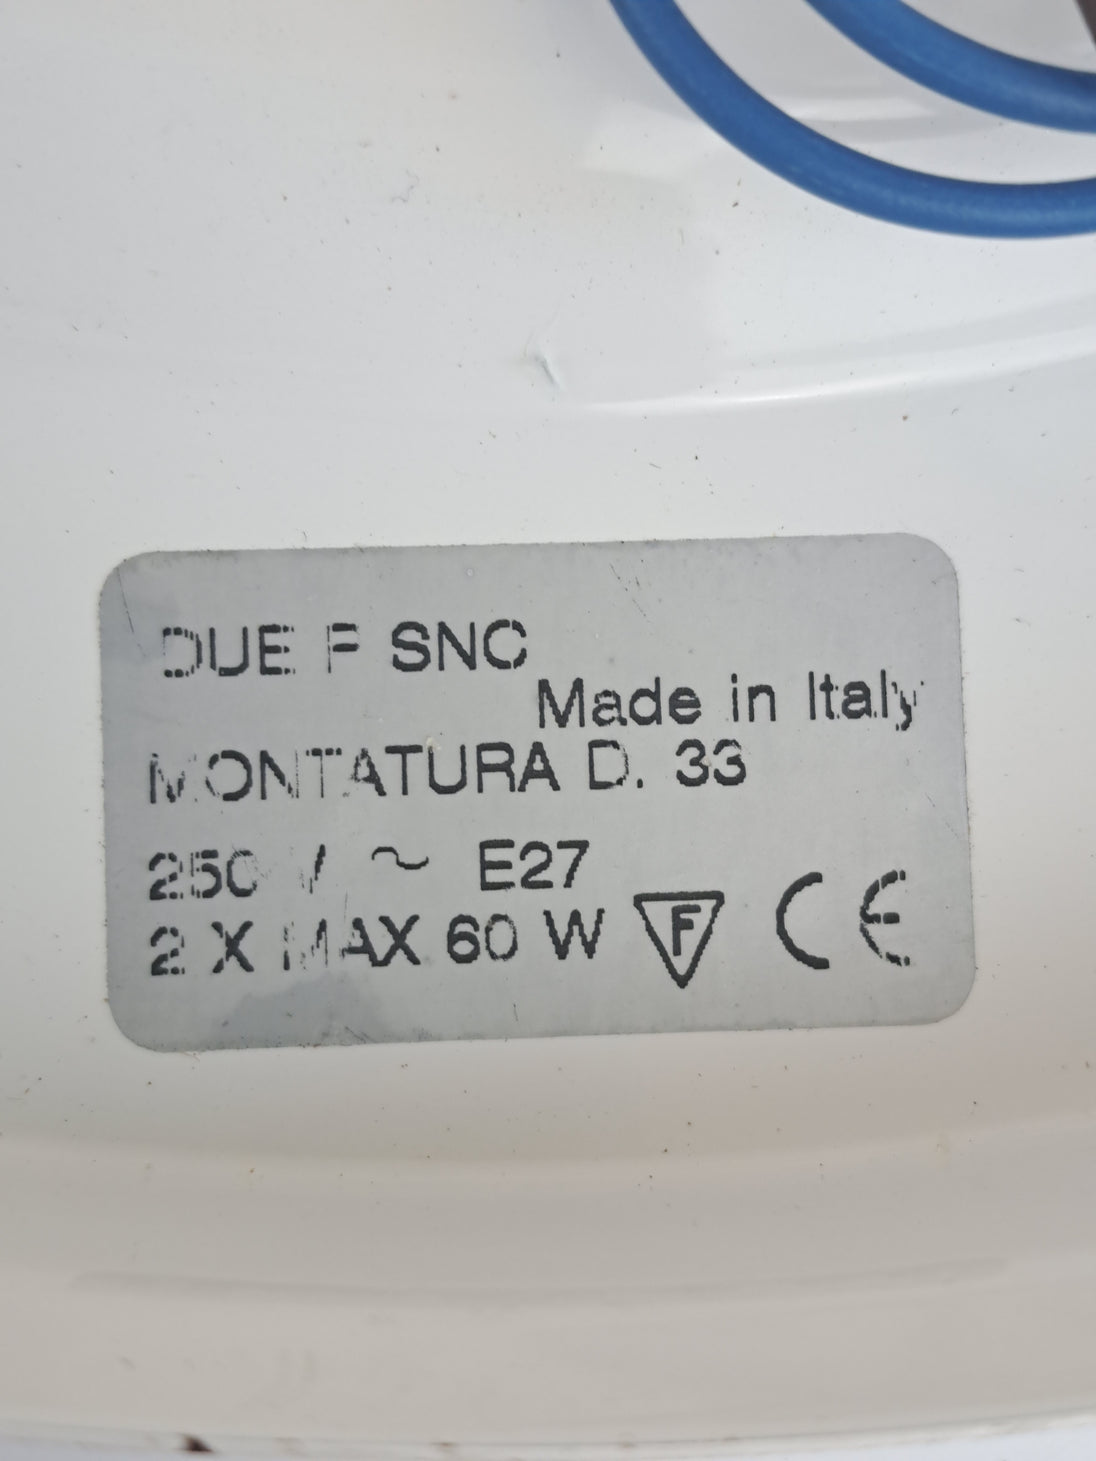 DUE F SNC
Made in Italy
MONTATURA D. 33
250 V ~ E27
2 X MAX 60 W F CE